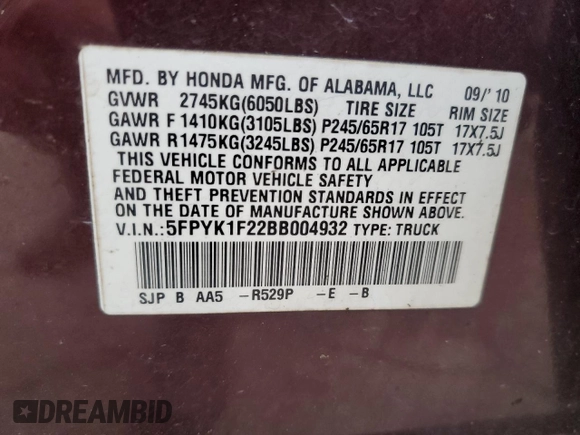 MFD. BY HONDA MFG. OF ALABAMA, LLC 09/'10
GVWR 2745KG(6050LBS) TIRE SIZE RIM SIZE
GAWR F 1410KG(3105LBS) P245/65R17 105T 17X7.5J
GAWR R1475KG(3245LBS) P245/65R17 105T 17X7.5J
THIS VEHICLE CONFORMS TO ALL APPLICABLE
FEDERAL MOTOR VEHICLE SAFETY
AND THEFT PREVENTION STANDARDS IN EFFECT
ON THE DATE OF MANUFACTURE SHOWN ABOVE.
V.I.N.:5FPYK1F22BB004932 TYPE: TRUCK
SJP B AA5 -R529P -E -B
DREAMBID